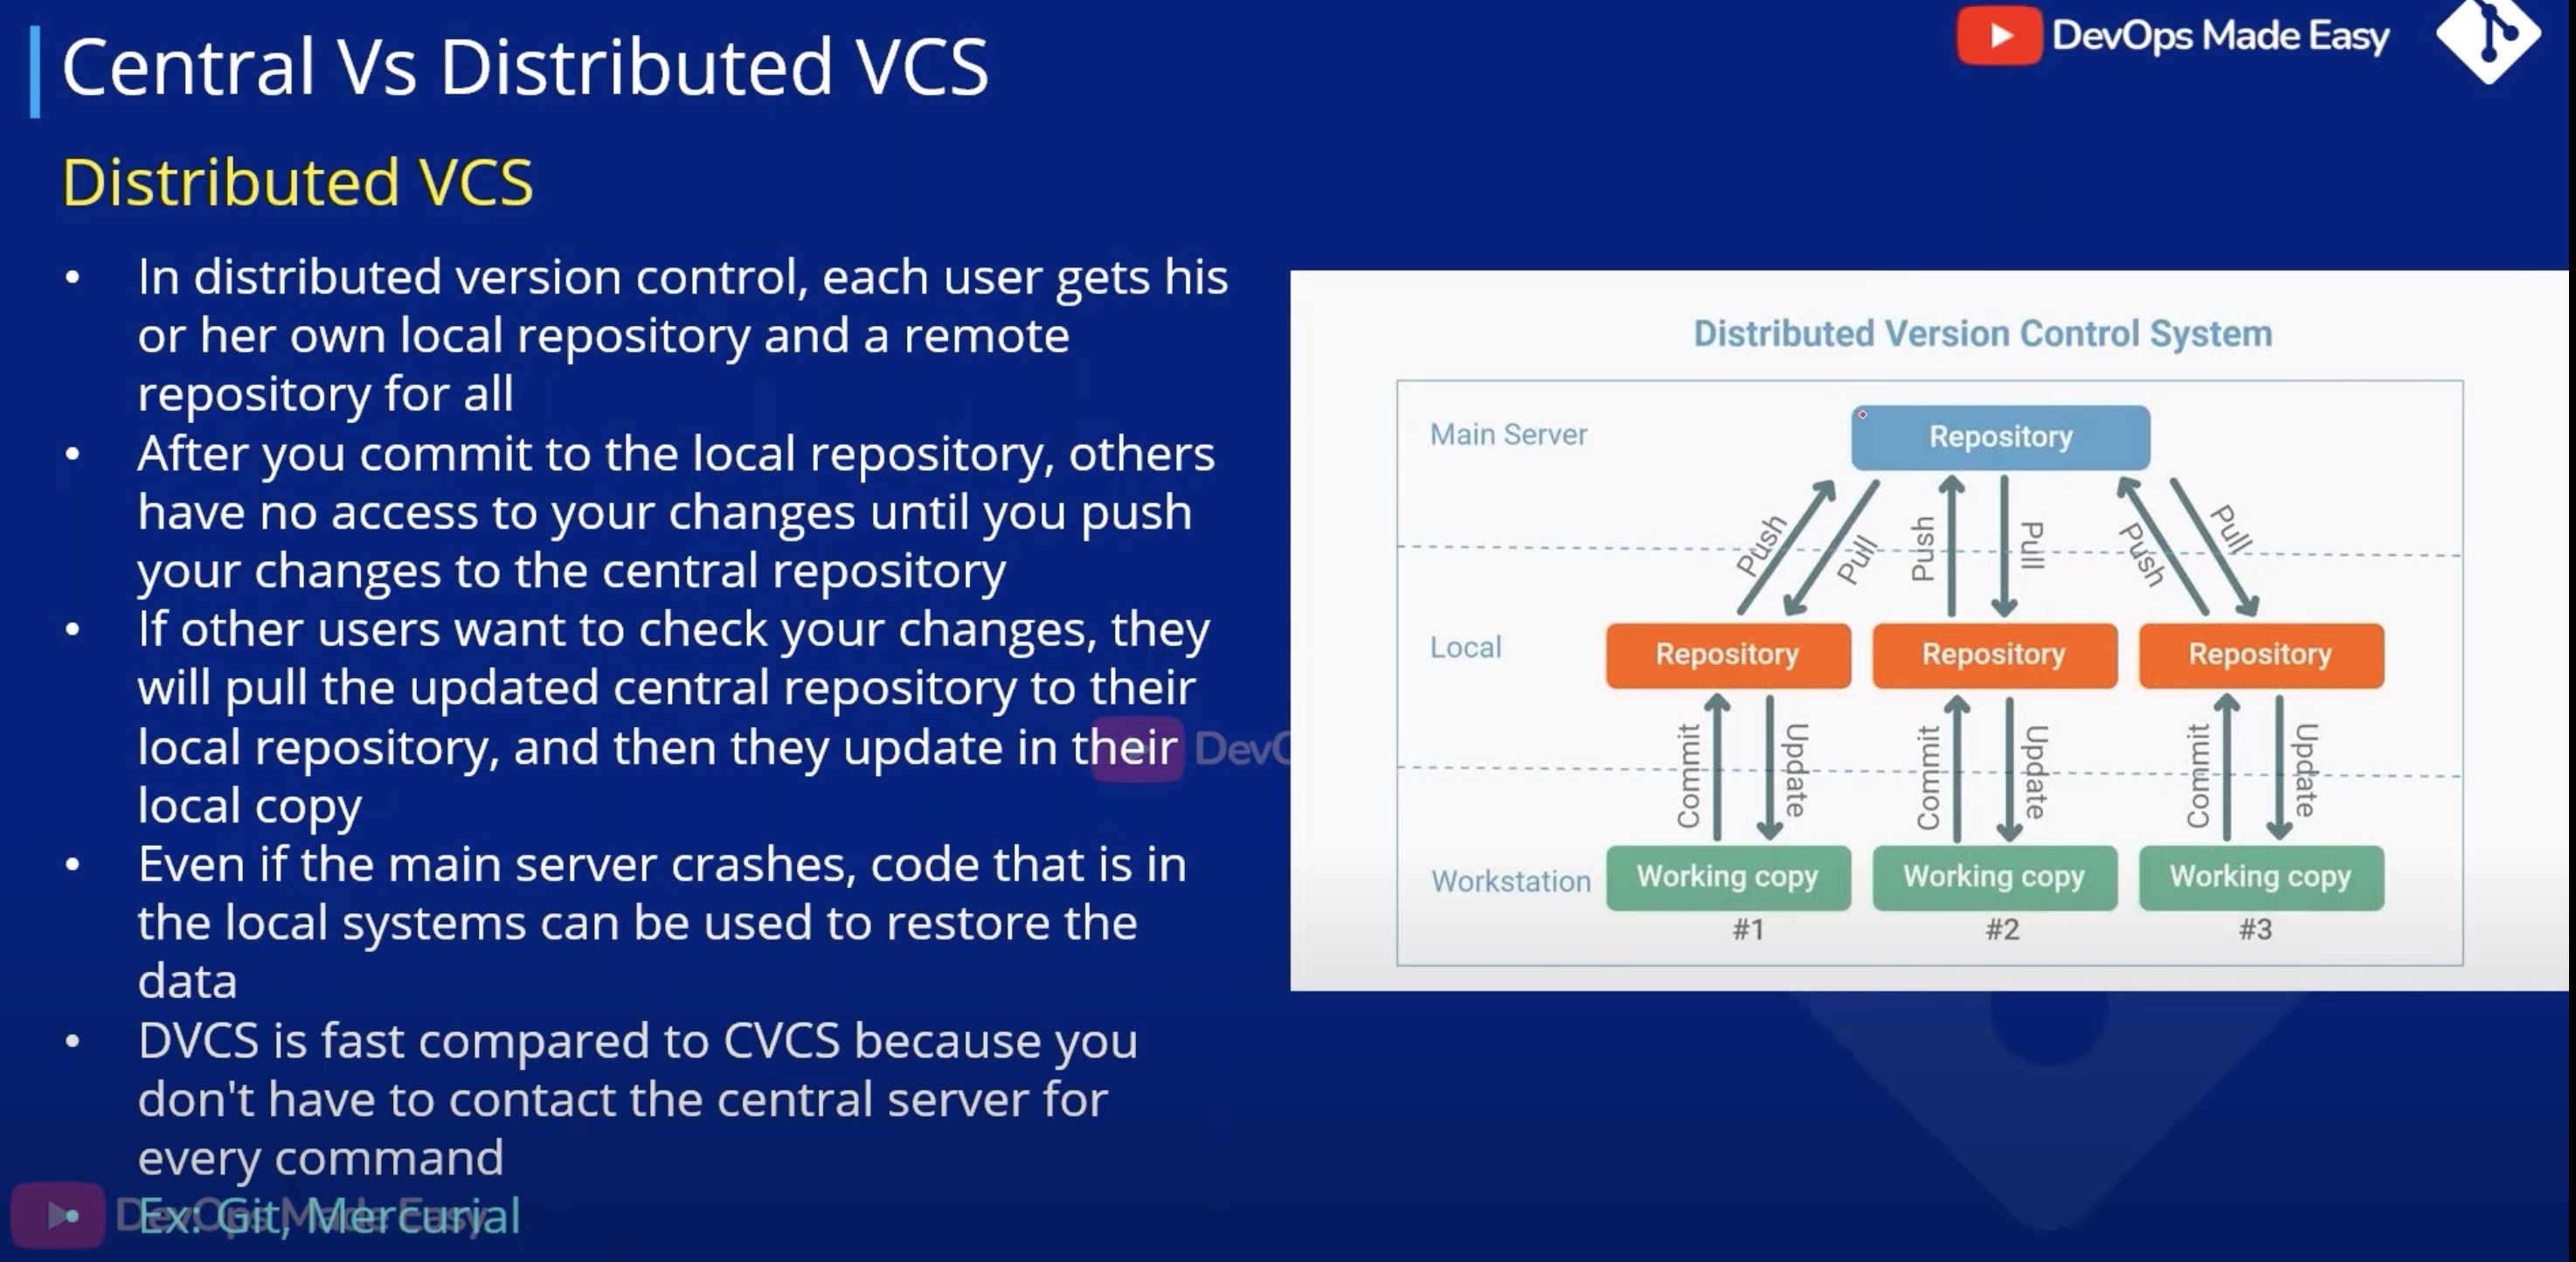 Central Vs Distributed VCS
DevOps Made Easy
Distributed VCS
• In distributed version control, each user gets his
or her own local repository and a remote
repository for all
• After you commit to the local repository, others
have no access to your changes until you push
your changes to the central repository
• If other users want to check your changes, they
will pull the updated central repository to their
local repository, and then they update in their
local copy
• Even if the main server crashes, code that is in
the local systems can be used to restore the
data
• DVCS is fast compared to CVCS because you
don't have to contact the central server for
every command
• Ex: Git, Mercurial
DevOps Made Easy
DevO
Distributed Version Control System
Main Server
Repository
Push
Pull
Push
Pull
Push
Pull
Local
Repository
Repository
Repository
Commit
Update
Commit
Update
Commit
Update
Workstation
Working copy
Working copy
Working copy
#1
#2
#3